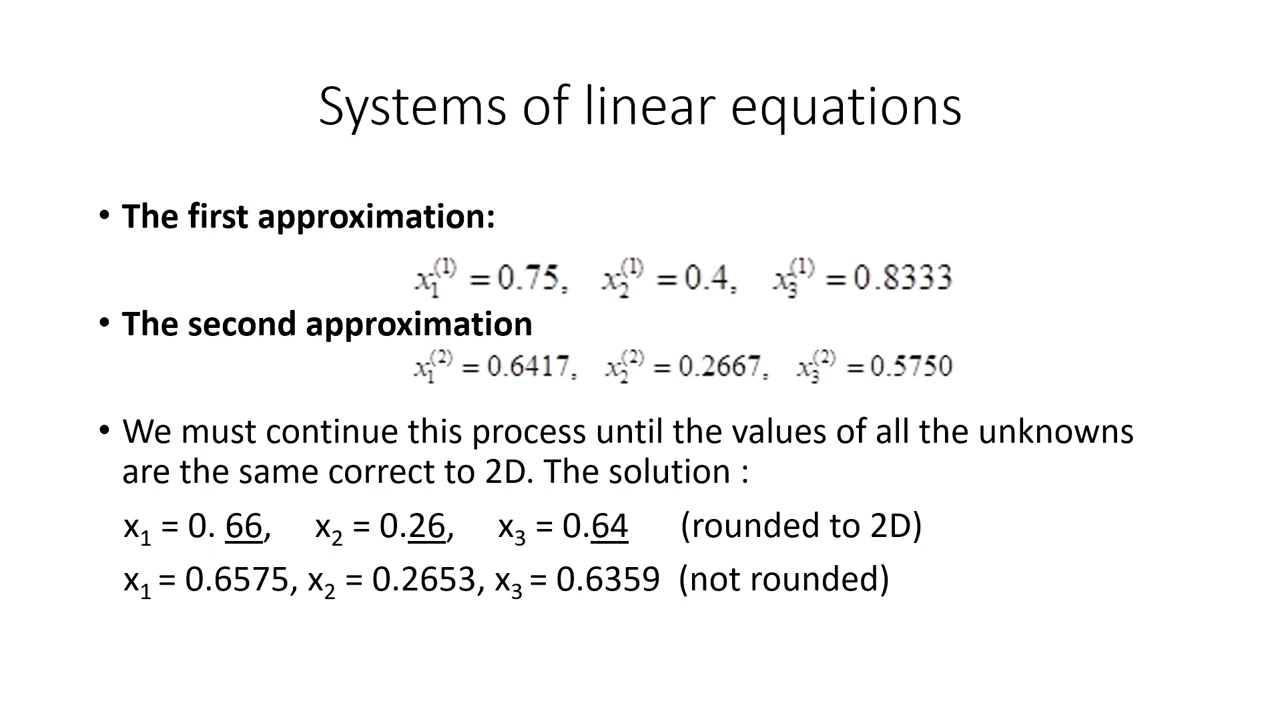 Systems of linear equations
• The first approximation:
x₁⁽¹⁾ = 0.75, x₂⁽¹⁾ = 0.4, x₃⁽¹⁾ = 0.8333
• The second approximation
x₁⁽²⁾ = 0.6417, x₂⁽²⁾ = 0.2667, x₃⁽²⁾ = 0.5750
• We must continue this process until the values of all the unknowns
are the same correct to 2D. The solution :
x₁ = 0. 66, x₂ = 0.26, x₃ = 0.64 (rounded to 2D)
x₁ = 0.6575, x₂ = 0.2653, x₃ = 0.6359 (not rounded)